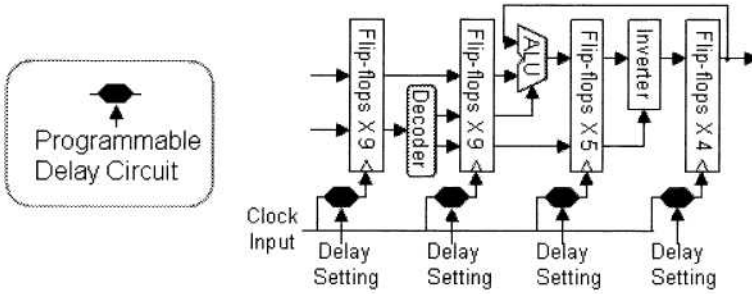 Programmable
Delay Circuit
Flip-flops X 9
Decoder
Flip-flops X 9
ALU
Flip-flops X 5
Inverter
Flip-flops X 4
Clock
Input
Delay
Setting
Delay
Setting
Delay
Setting
Delay
Setting